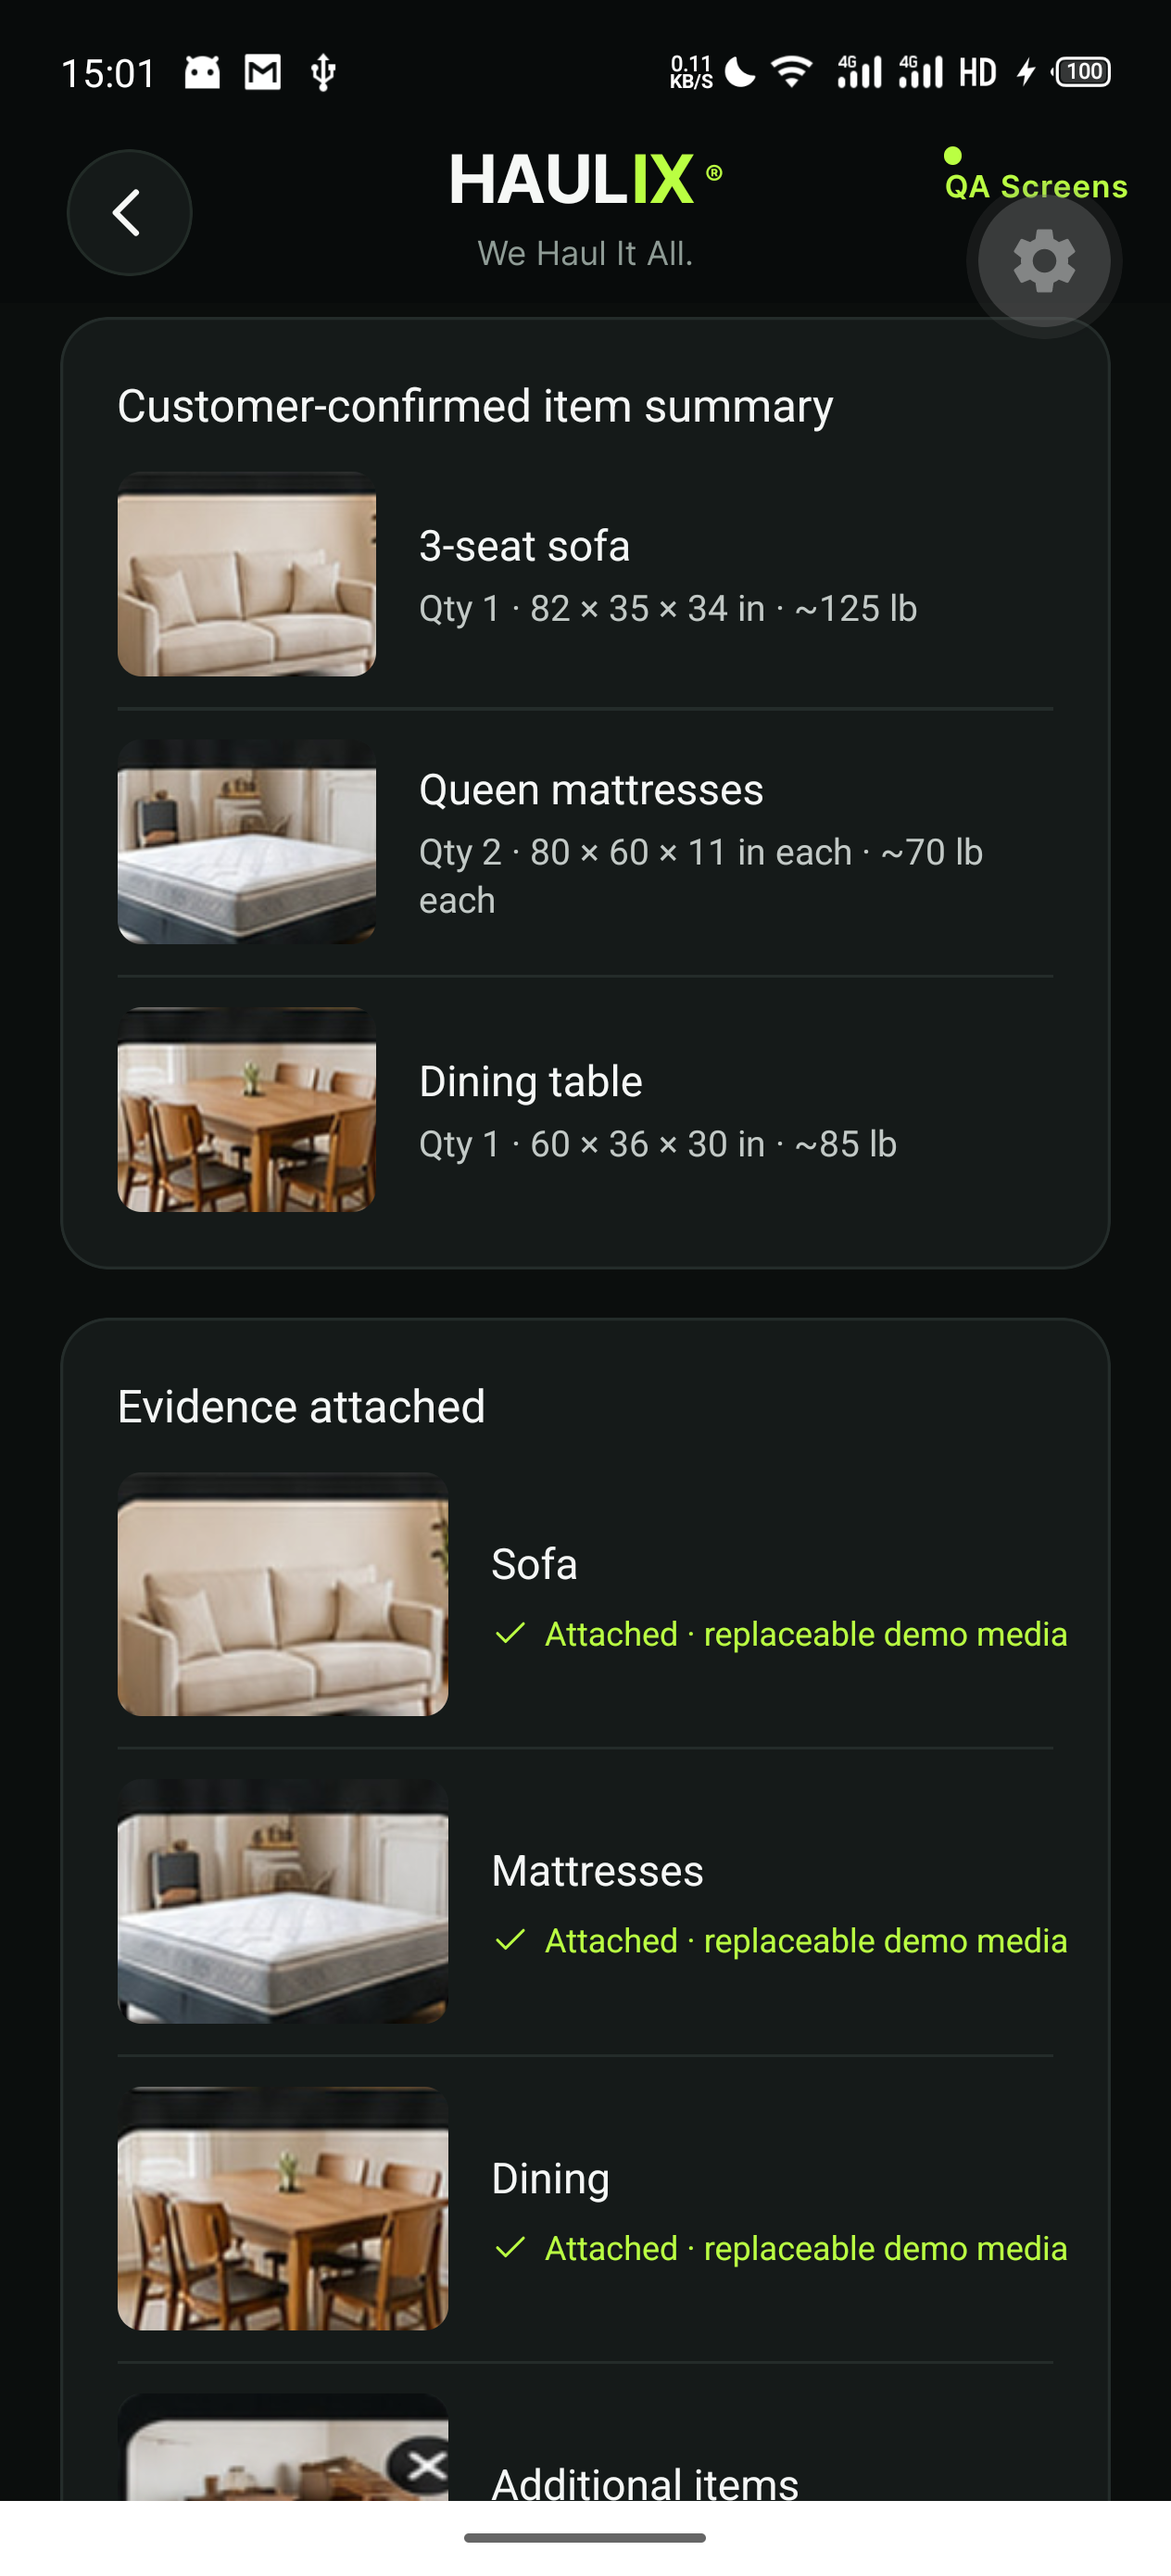 15:01
0.11 KB/S
4G 4G HD 100
HAULIX ®
We Haul It All.
QA Screens
Customer-confirmed item summary
3-seat sofa
Qty 1 · 82 × 35 × 34 in · ~125 lb
Queen mattresses
Qty 2 · 80 × 60 × 11 in each · ~70 lb
each
Dining table
Qty 1 · 60 × 36 × 30 in · ~85 lb
Evidence attached
Sofa
Attached · replaceable demo media
Mattresses
Attached · replaceable demo media
Dining
Attached · replaceable demo media
Additional items